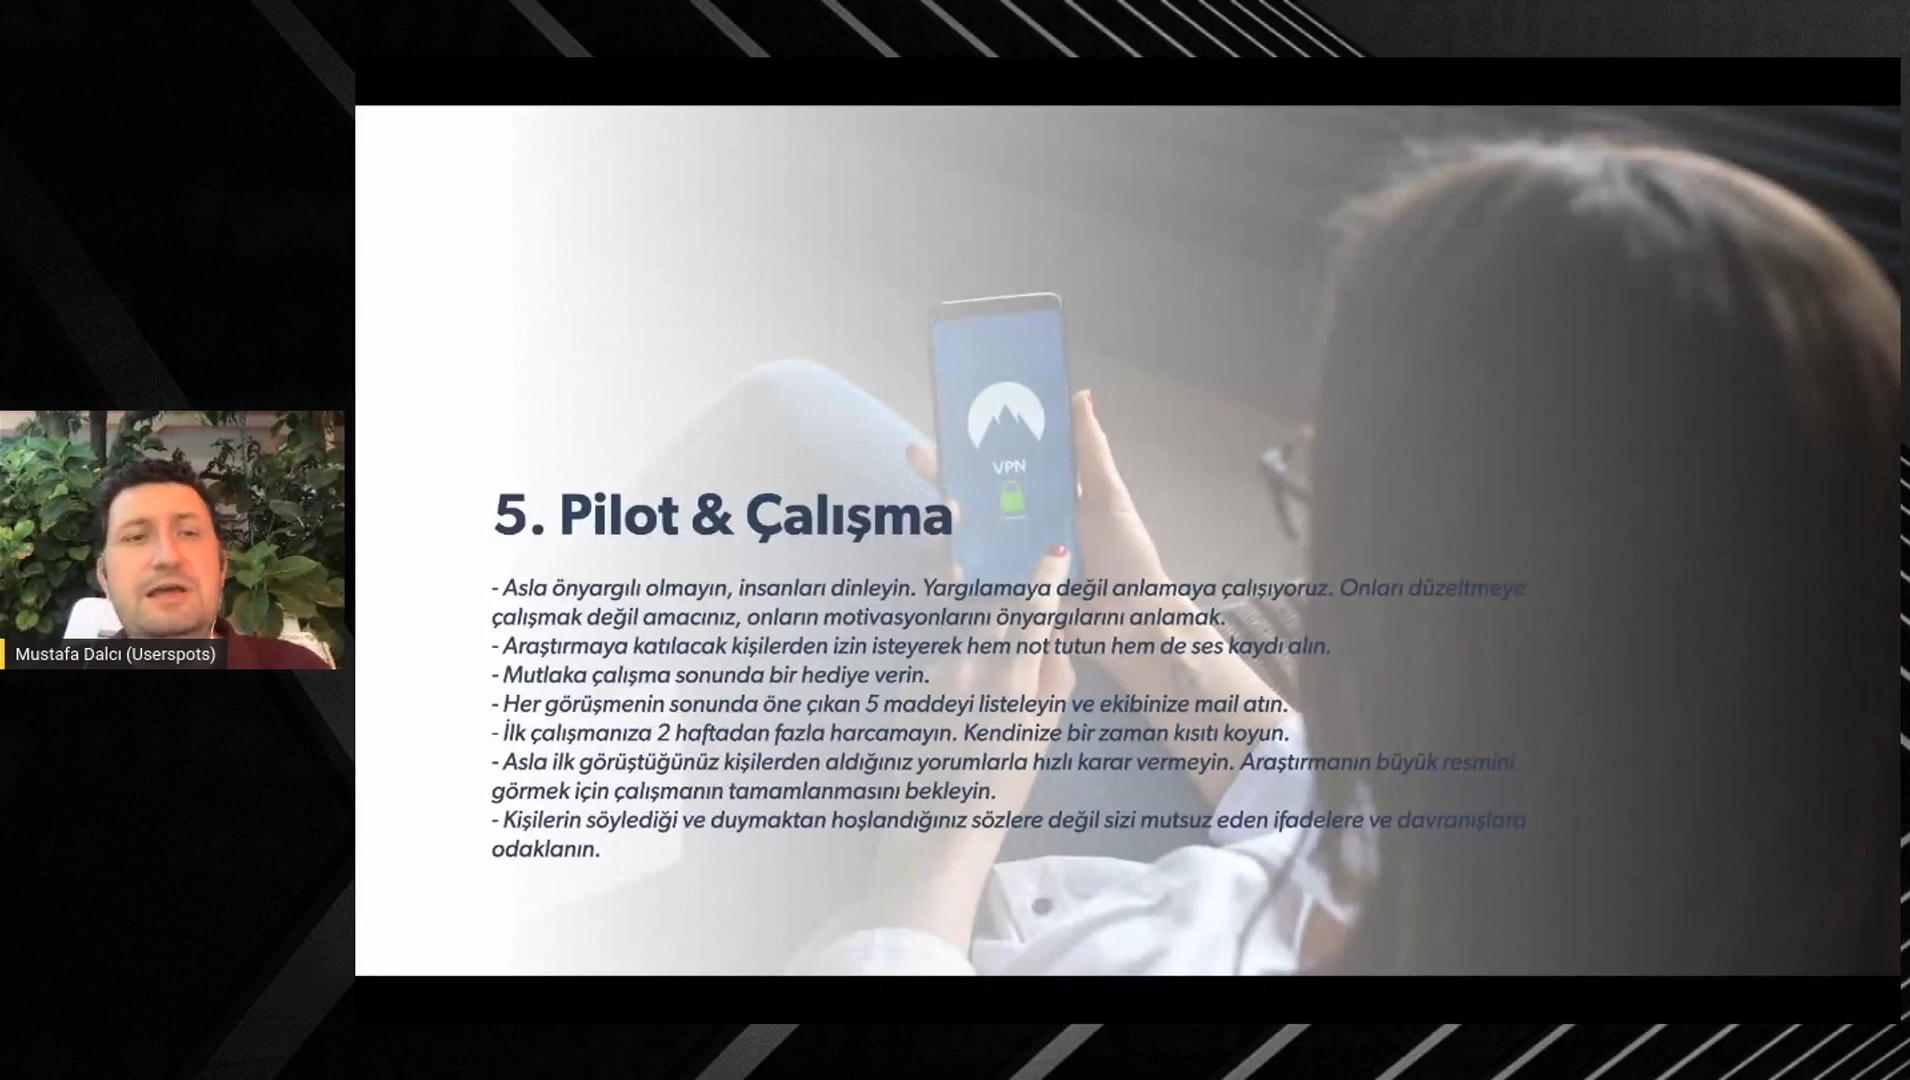 VPN
5. Pilot & Çalışma
- Asla önyargılı olmayın, insanları dinleyin. Yargılamaya değil anlamaya çalışıyoruz. Onları düzeltmeye
çalışmak değil amacınız, onların motivasyonlarını önyargılarını anlamak.
- Araştırmaya katılacak kişilerden izin isteyerek hem not tutun hem de ses kaydı alın.
- Mutlaka çalışma sonunda bir hediye verin.
- Her görüşmenin sonunda öne çıkan 5 maddeyi listeleyin ve ekibinize mail atın.
- İlk çalışmanıza 2 haftadan fazla harcamayın. Kendinize bir zaman kısıtı koyun.
- Asla ilk görüştüğünüz kişilerden aldığınız yorumlarla hızlı karar vermeyin. Araştırmanın büyük resmini
görmek için çalışmanın tamamlanmasını bekleyin.
- Kişilerin söylediği ve duymaktan hoşlandığınız sözlere değil sizi mutsuz eden ifadelere ve davranışlara
odaklanın.
Mustafa Dalcı (Userspots)